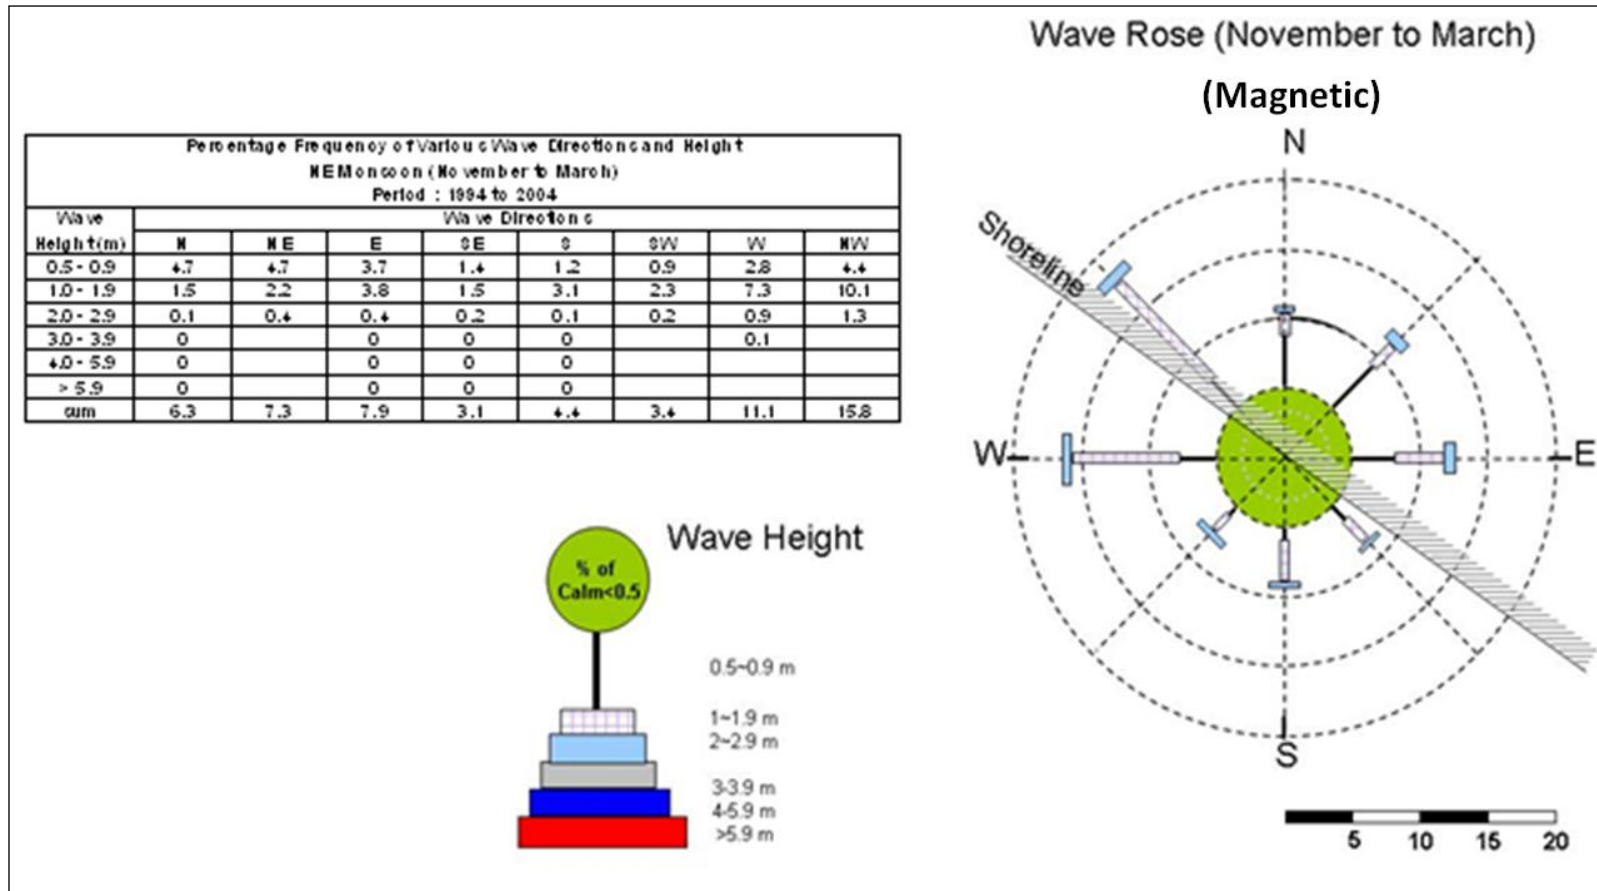 Wave Rose (November to March)
(Magnetic)
Percentage Frequency of Various Wave Directions and Height
NE Monsoon (November to March)
Period : 1994 to 2004
Wave Height(m) Wave Directions
N NE E SE S SW W NW
0.5 - 0.9 4.7 4.7 3.7 1.4 1.2 0.9 2.8 4.4
1.0 - 1.9 1.5 2.2 3.8 1.5 3.1 2.3 7.3 10.1
2.0 - 2.9 0.1 0.4 0.4 0.2 0.1 0.2 0.9 1.3
3.0 - 3.9 0 0 0 0 0.1
4.0 - 5.9 0 0 0 0
> 5.9 0 0 0 0
sum 6.3 7.3 7.9 3.1 4.4 3.4 11.1 15.8
N
Shoreline
W
E
S
5 10 15 20
Wave Height
% of
Calm<0.5
0.5~0.9 m
1~1.9 m
2~2.9 m
3-3.9 m
4-5.9 m
>5.9 m